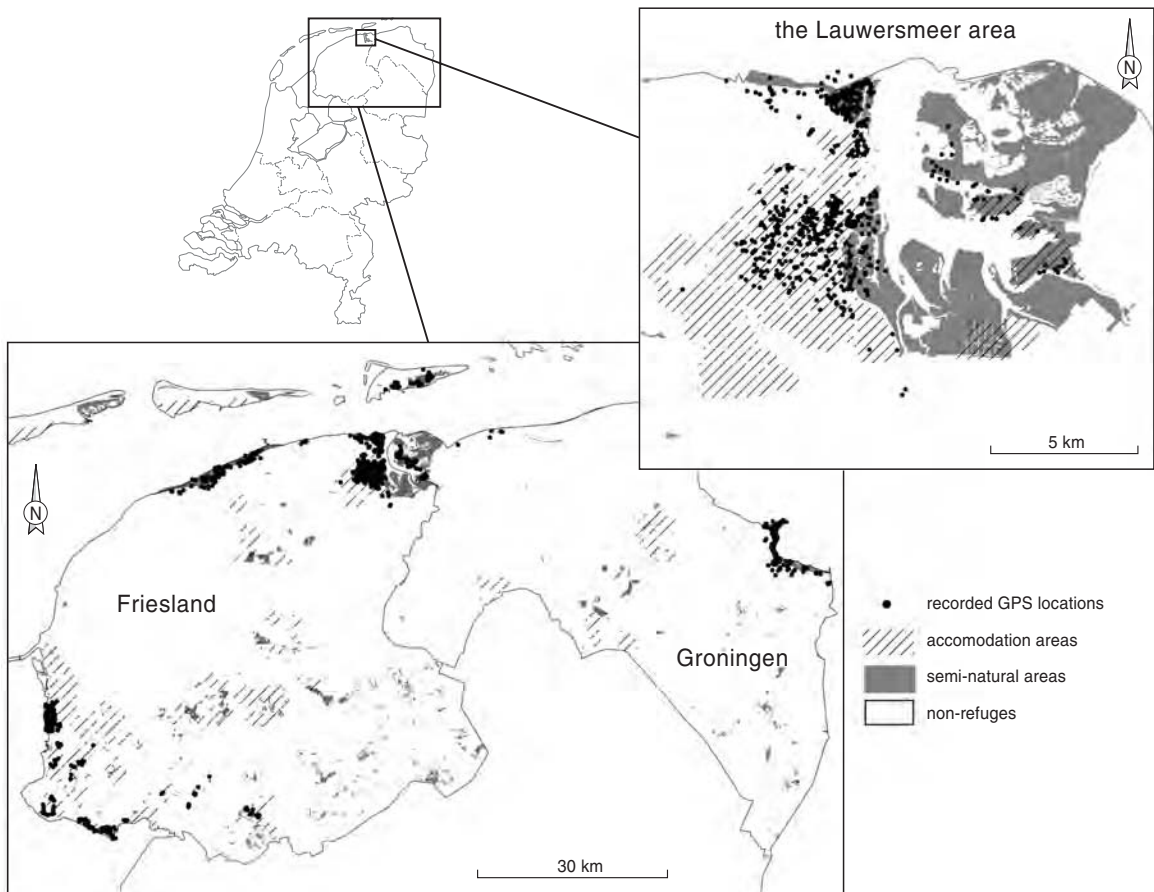 the Lauwersmeer area
N
5 km
N
Friesland
Groningen
recorded GPS locations
accomodation areas
semi-natural areas
non-refuges
30 km